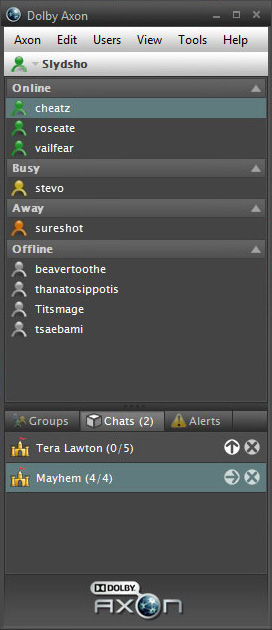 Dolby Axon
Axon Edit Users View Tools Help
Slydsho
Online
cheatz
roseate
vailfear
Busy
stevo
Away
sureshot
Offline
beavertoothe
thanatosippotis
Titsmage
tsaebami
Groups Chats (2) Alerts
Tera Lawton (0/5)
Mayhem (4/4)
DOLBY
AXON